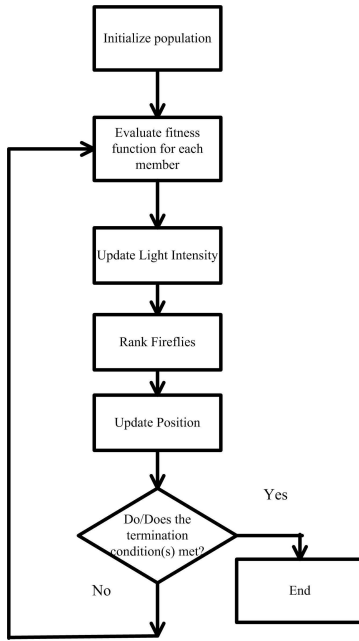 Initialize population
Evaluate fitness
function for each
member
Update Light Intensity
Rank Fireflies
Update Position
Do/Does the
termination
condition(s) met?
Yes
No
End